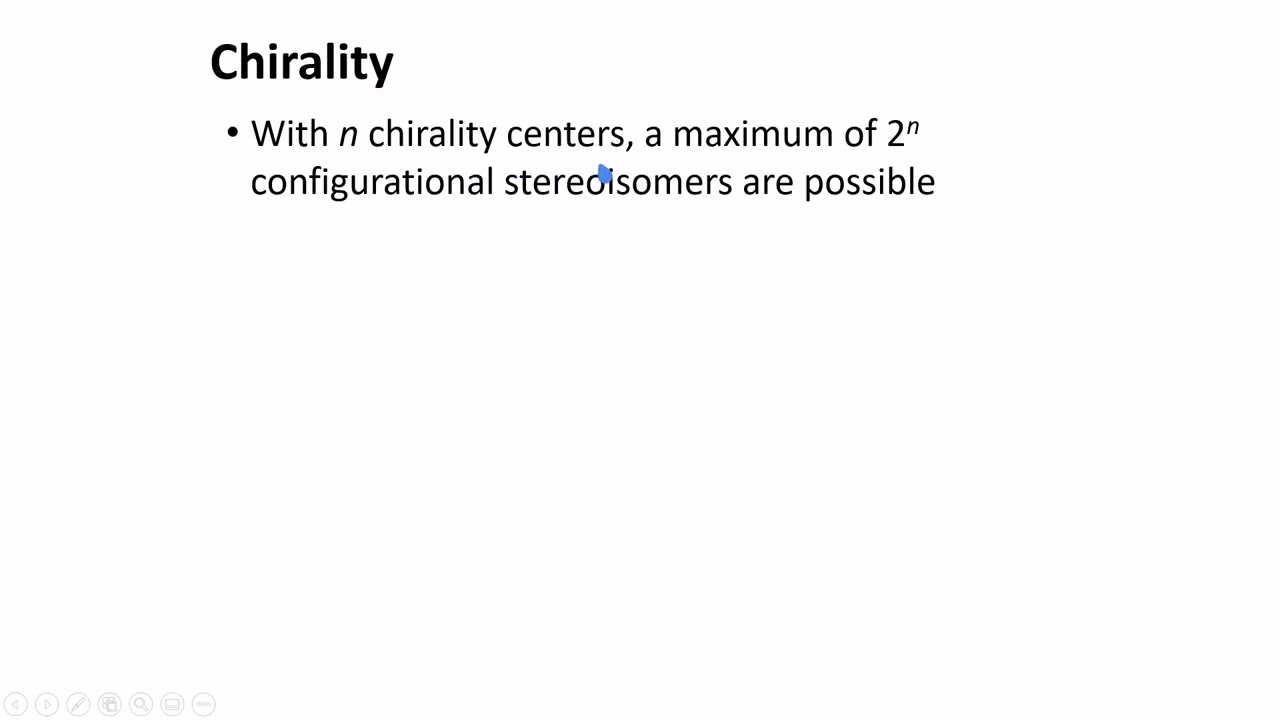 Chirality
• With n chirality centers, a maximum of 2ⁿ
configurational stereoisomers are possible